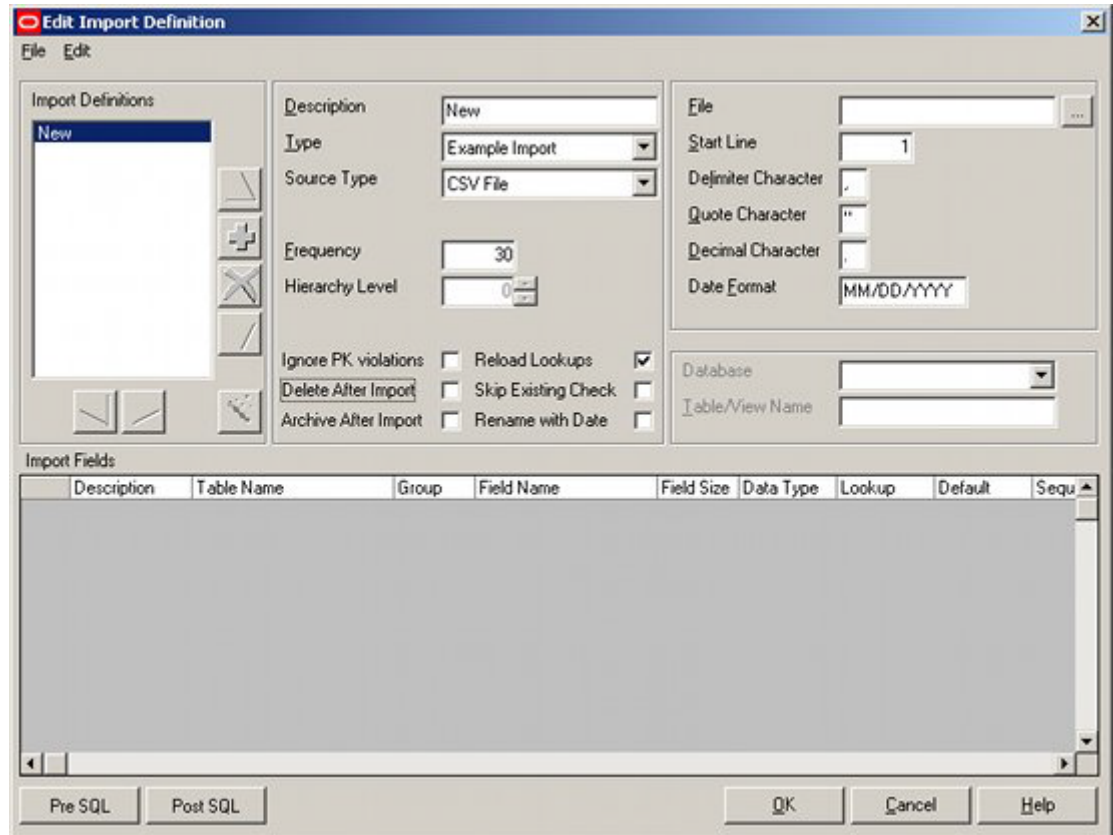 Edit Import Definition
File Edit
Import Definitions
New
Description New
Type Example Import
Source Type CSV File
Frequency 30
Hierarchy Level 0
Ignore PK violations Reload Lookups
Delete After Import Skip Existing Check
Archive After Import Rename with Date
File ...
Start Line 1
Delimiter Character ,
Quote Character "
Decimal Character .
Date Format MM/DD/YYYY
Database
Table/View Name
Import Fields
Description Table Name Group Field Name Field Size Data Type Lookup Default Sequ
Pre SQL Post SQL OK Cancel Help